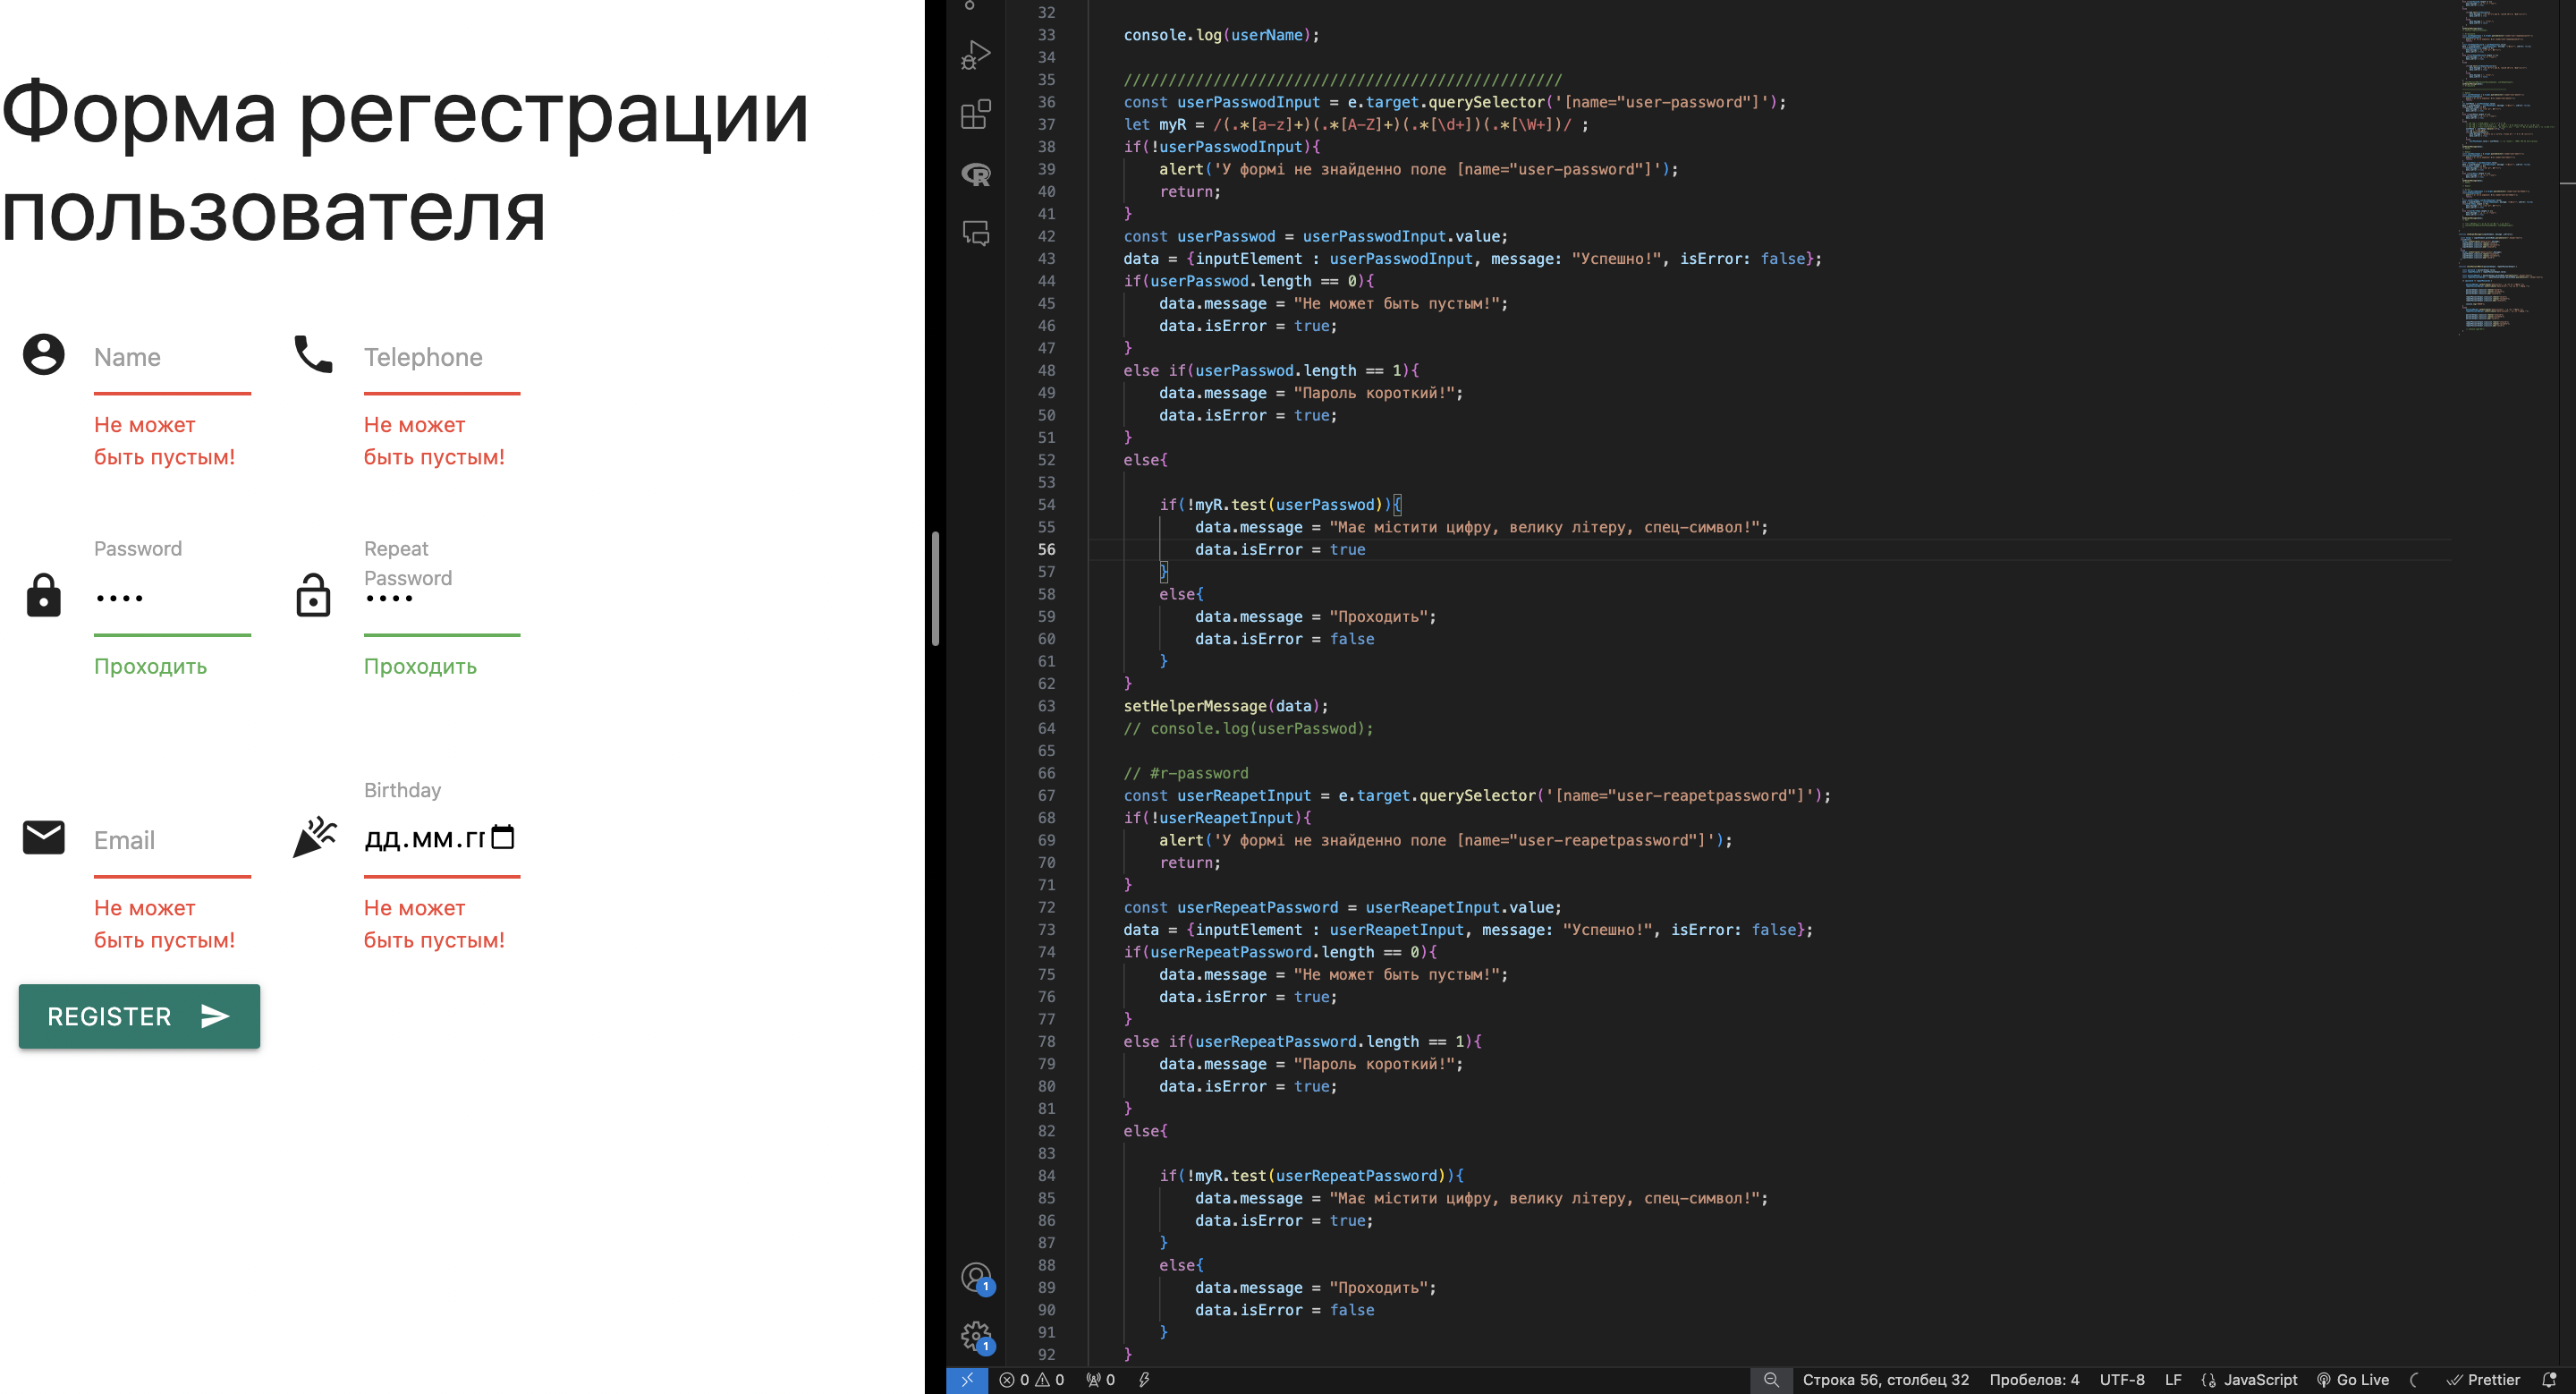 Форма регестрации
пользователя
Name
Telephone
Не может
быть пустым!
Не может
быть пустым!
Password
Repeat
Password
••••
••••
Проходить
Проходить
Birthday
Email
дд.мм.гг
Не может
быть пустым!
Не может
быть пустым!
REGISTER
32
33 console.log(userName);
34
35 /////////////////////////////////////////////////
36 const userPasswodInput = e.target.querySelector('[name="user-password"]');
37 let myR = /(.*[a-z]+)(.*[A-Z]+)(.*[\d+])(.*[\W+])/ ;
38 if(!userPasswodInput){
39 alert('У формі не знайденно поле [name="user-password"]');
40 return;
41 }
42 const userPasswod = userPasswodInput.value;
43 data = {inputElement : userPasswodInput, message: "Успешно!", isError: false};
44 if(userPasswod.length == 0){
45 data.message = "Не может быть пустым!";
46 data.isError = true;
47 }
48 else if(userPasswod.length == 1){
49 data.message = "Пароль короткий!";
50 data.isError = true;
51 }
52 else{
53
54 if(!myR.test(userPasswod)){
55 data.message = "Має містити цифру, велику літеру, спец-символ!";
56 data.isError = true
57 }
58 else{
59 data.message = "Проходить";
60 data.isError = false
61 }
62 }
63 setHelperMessage(data);
64 // console.log(userPasswod);
65
66 // #r-password
67 const userReapetInput = e.target.querySelector('[name="user-reapetpassword"]');
68 if(!userReapetInput){
69 alert('У формі не знайденно поле [name="user-reapetpassword"]');
70 return;
71 }
72 const userRepeatPassword = userReapetInput.value;
73 data = {inputElement : userReapetInput, message: "Успешно!", isError: false};
74 if(userRepeatPassword.length == 0){
75 data.message = "Не может быть пустым!";
76 data.isError = true;
77 }
78 else if(userRepeatPassword.length == 1){
79 data.message = "Пароль короткий!";
80 data.isError = true;
81 }
82 else{
83
84 if(!myR.test(userRepeatPassword)){
85 data.message = "Має містити цифру, велику літеру, спец-символ!";
86 data.isError = true;
87 }
88 else{
89 data.message = "Проходить";
90 data.isError = false
91 }
92 }
1
1
0 0 0 Строка 56, столбец 32 Пробелов: 4 UTF-8 LF JavaScript Go Live Prettier